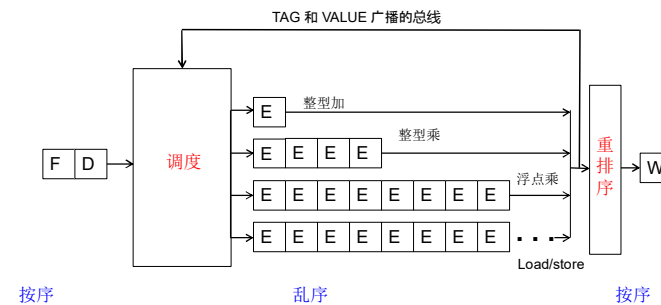 TAG 和 VALUE 广播的总线
E
整型加
F D
调度
E E E E
整型乘
E E E E E E E E
浮点乘
E E E E E E E E . . .
Load/store
重
排
序
W
按序
乱序
按序